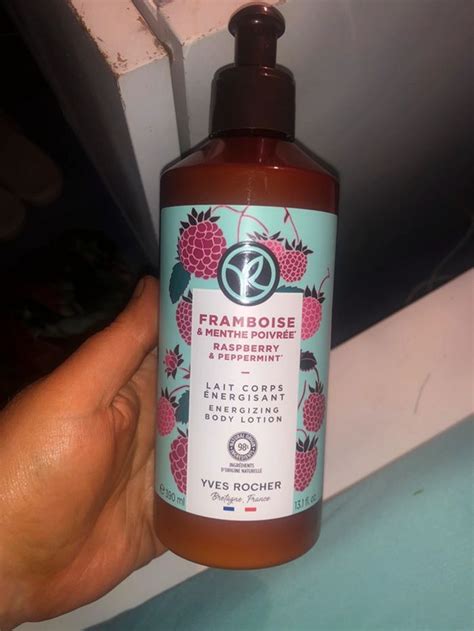 FRAMBOISE
& MENTHE POIVRÉE*
RASPBERRY
& PEPPERMINT*
LAIT CORPS
ÉNERGISANT
ENERGIZING
BODY LOTION
98%
INGRÉDIENTS
D'ORIGINE NATURELLE
YVES ROCHER
Bretagne, France
℮ 390 ml
13.1 fl. oz